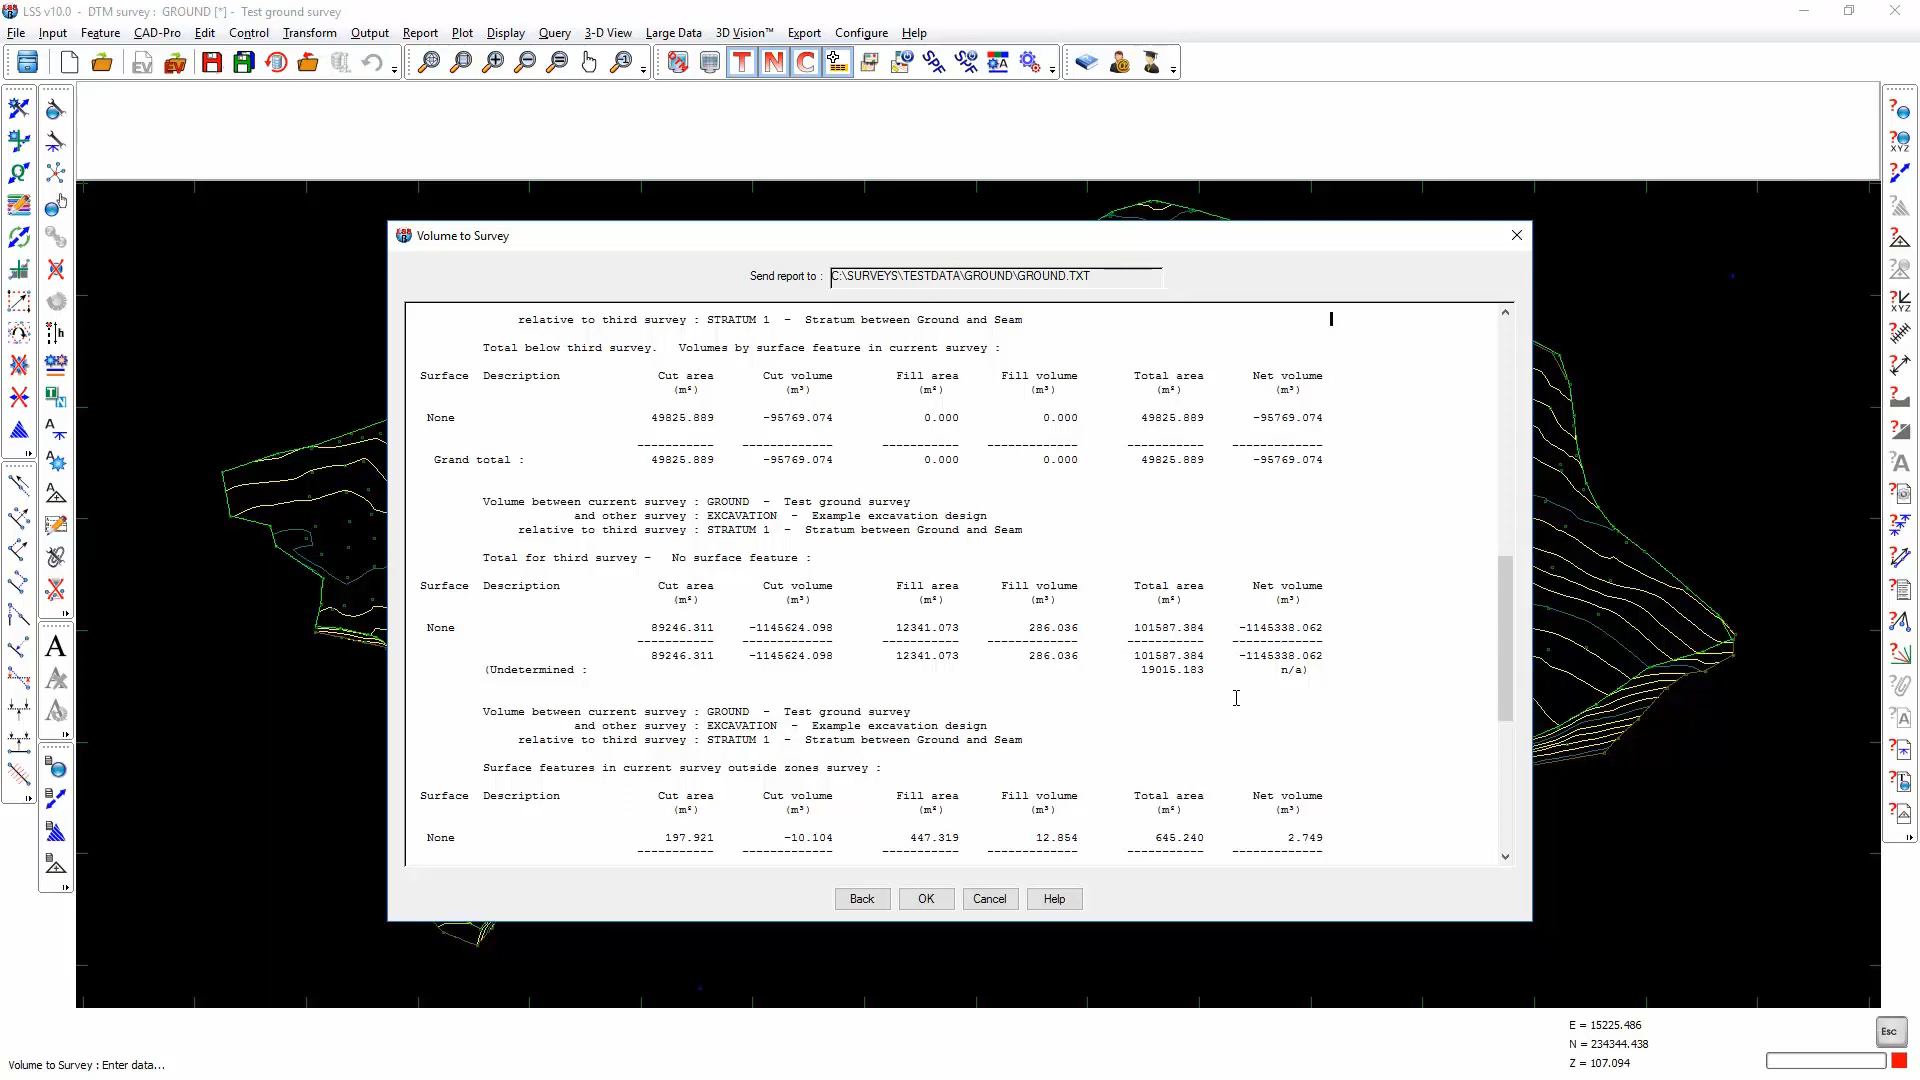 LSS v10.0 - DTM survey : GROUND [*] - Test ground survey
File Input Feature CAD-Pro Edit Control Transform Output Report Plot Display Query 3-D View Large Data 3D Vision™ Export Configure Help
Volume to Survey
Send report to : C:\SURVEYS\TESTDATA\GROUND\GROUND.TXT
relative to third survey : STRATUM 1 - Stratum between Ground and Seam
Total below third survey. Volumes by surface feature in current survey :
Surface Description Cut area Cut volume Fill area Fill volume Total area Net volume
(m²) (m³) (m²) (m³) (m²) (m³)
None 49825.889 -95769.074 0.000 0.000 49825.889 -95769.074
----------- ------------- ----------- ------------- ----------- -------------
Grand total : 49825.889 -95769.074 0.000 0.000 49825.889 -95769.074
Volume between current survey : GROUND - Test ground survey
and other survey : EXCAVATION - Example excavation design
relative to third survey : STRATUM 1 - Stratum between Ground and Seam
Total for third survey - No surface feature :
Surface Description Cut area Cut volume Fill area Fill volume Total area Net volume
(m²) (m³) (m²) (m³) (m²) (m³)
None 89246.311 -1145624.098 12341.073 286.036 101587.384 -1145338.062
----------- ------------- ----------- ------------- ----------- -------------
89246.311 -1145624.098 12341.073 286.036 101587.384 -1145338.062
(Undetermined : 19015.183 n/a)
Volume between current survey : GROUND - Test ground survey
and other survey : EXCAVATION - Example excavation design
relative to third survey : STRATUM 1 - Stratum between Ground and Seam
Surface features in current survey outside zones survey :
Surface Description Cut area Cut volume Fill area Fill volume Total area Net volume
(m²) (m³) (m²) (m³) (m²) (m³)
None 197.921 -10.104 447.319 12.854 645.240 2.749
----------- ------------- ----------- ------------- ----------- -------------
Back OK Cancel Help
E = 15225.486
N = 234344.438
Z = 107.094
Esc
Volume to Survey : Enter data...